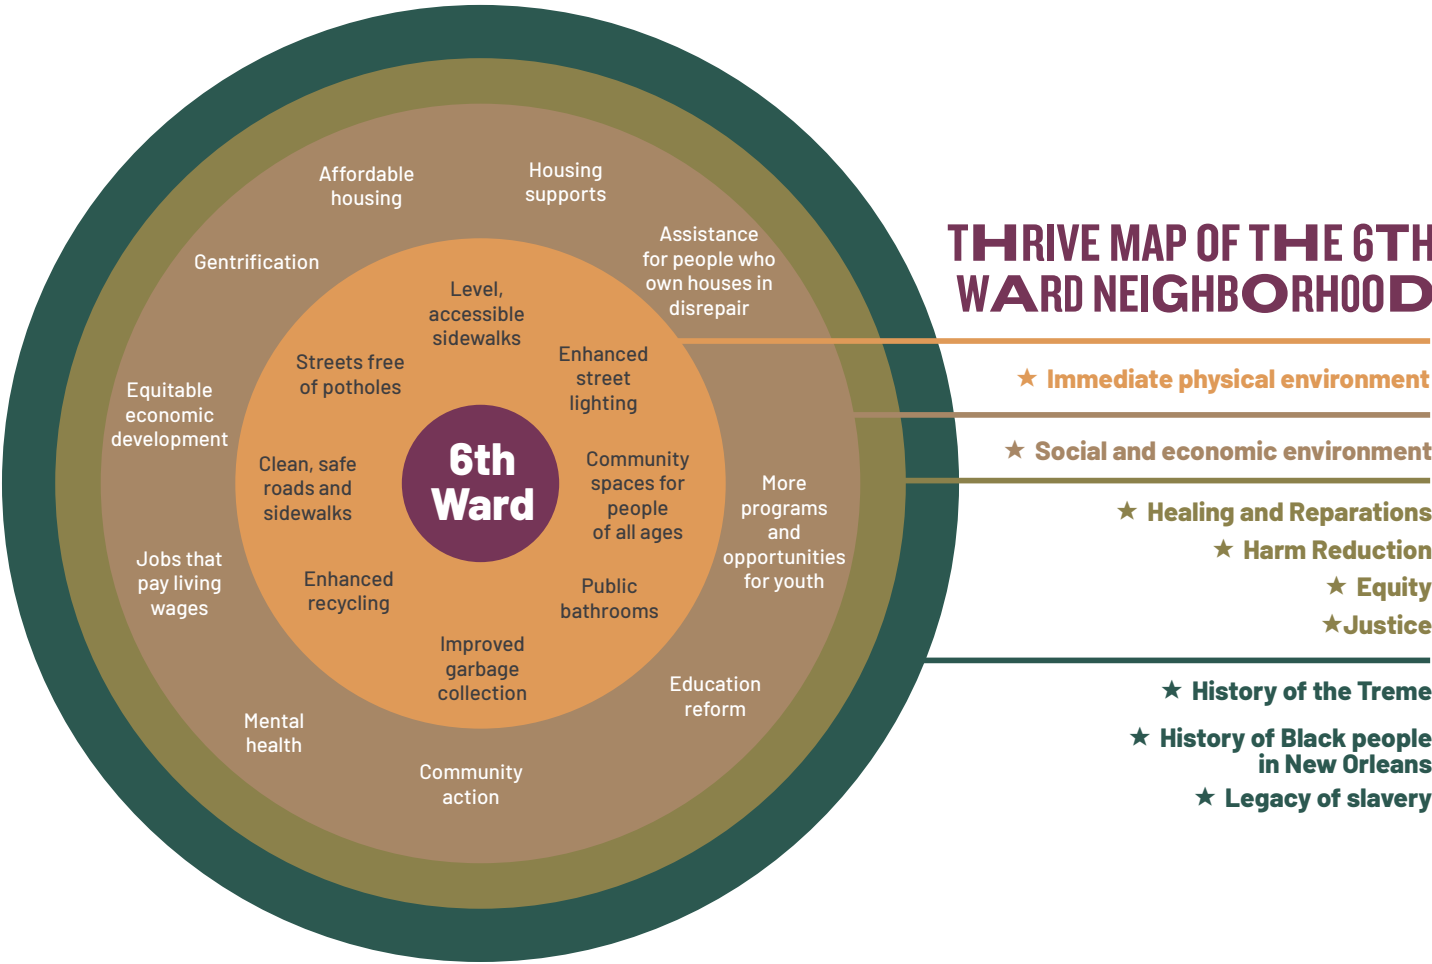 Affordable
housing
Housing
supports
Assistance
for people who
own houses in
disrepair
Gentrification
Equitable
economic
development
Jobs that
pay living
wages
Mental
health
Community
action
Education
reform
More
programs
and
opportunities
for youth
Level,
accessible
sidewalks
Streets free
of potholes
Enhanced
street
lighting
Clean, safe
roads and
sidewalks
Community
spaces for
people
of all ages
Enhanced
recycling
Public
bathrooms
Improved
garbage
collection
6th
Ward
THRIVE MAP OF THE 6TH
WARD NEIGHBORHOOD
★ Immediate physical environment
★ Social and economic environment
★ Healing and Reparations
★ Harm Reduction
★ Equity
★Justice
★ History of the Treme
★ History of Black people
in New Orleans
★ Legacy of slavery